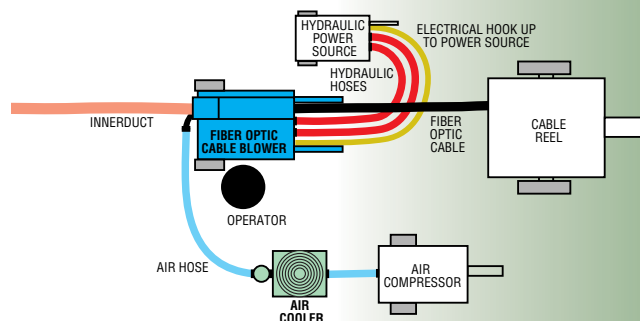 HYDRAULIC
POWER
SOURCE
ELECTRICAL HOOK UP
TO POWER SOURCE
HYDRAULIC
HOSES
INNERDUCT
FIBER OPTIC
CABLE BLOWER
FIBER
OPTIC
CABLE
CABLE
REEL
OPERATOR
AIR HOSE
AIR
COOLER
AIR
COMPRESSOR